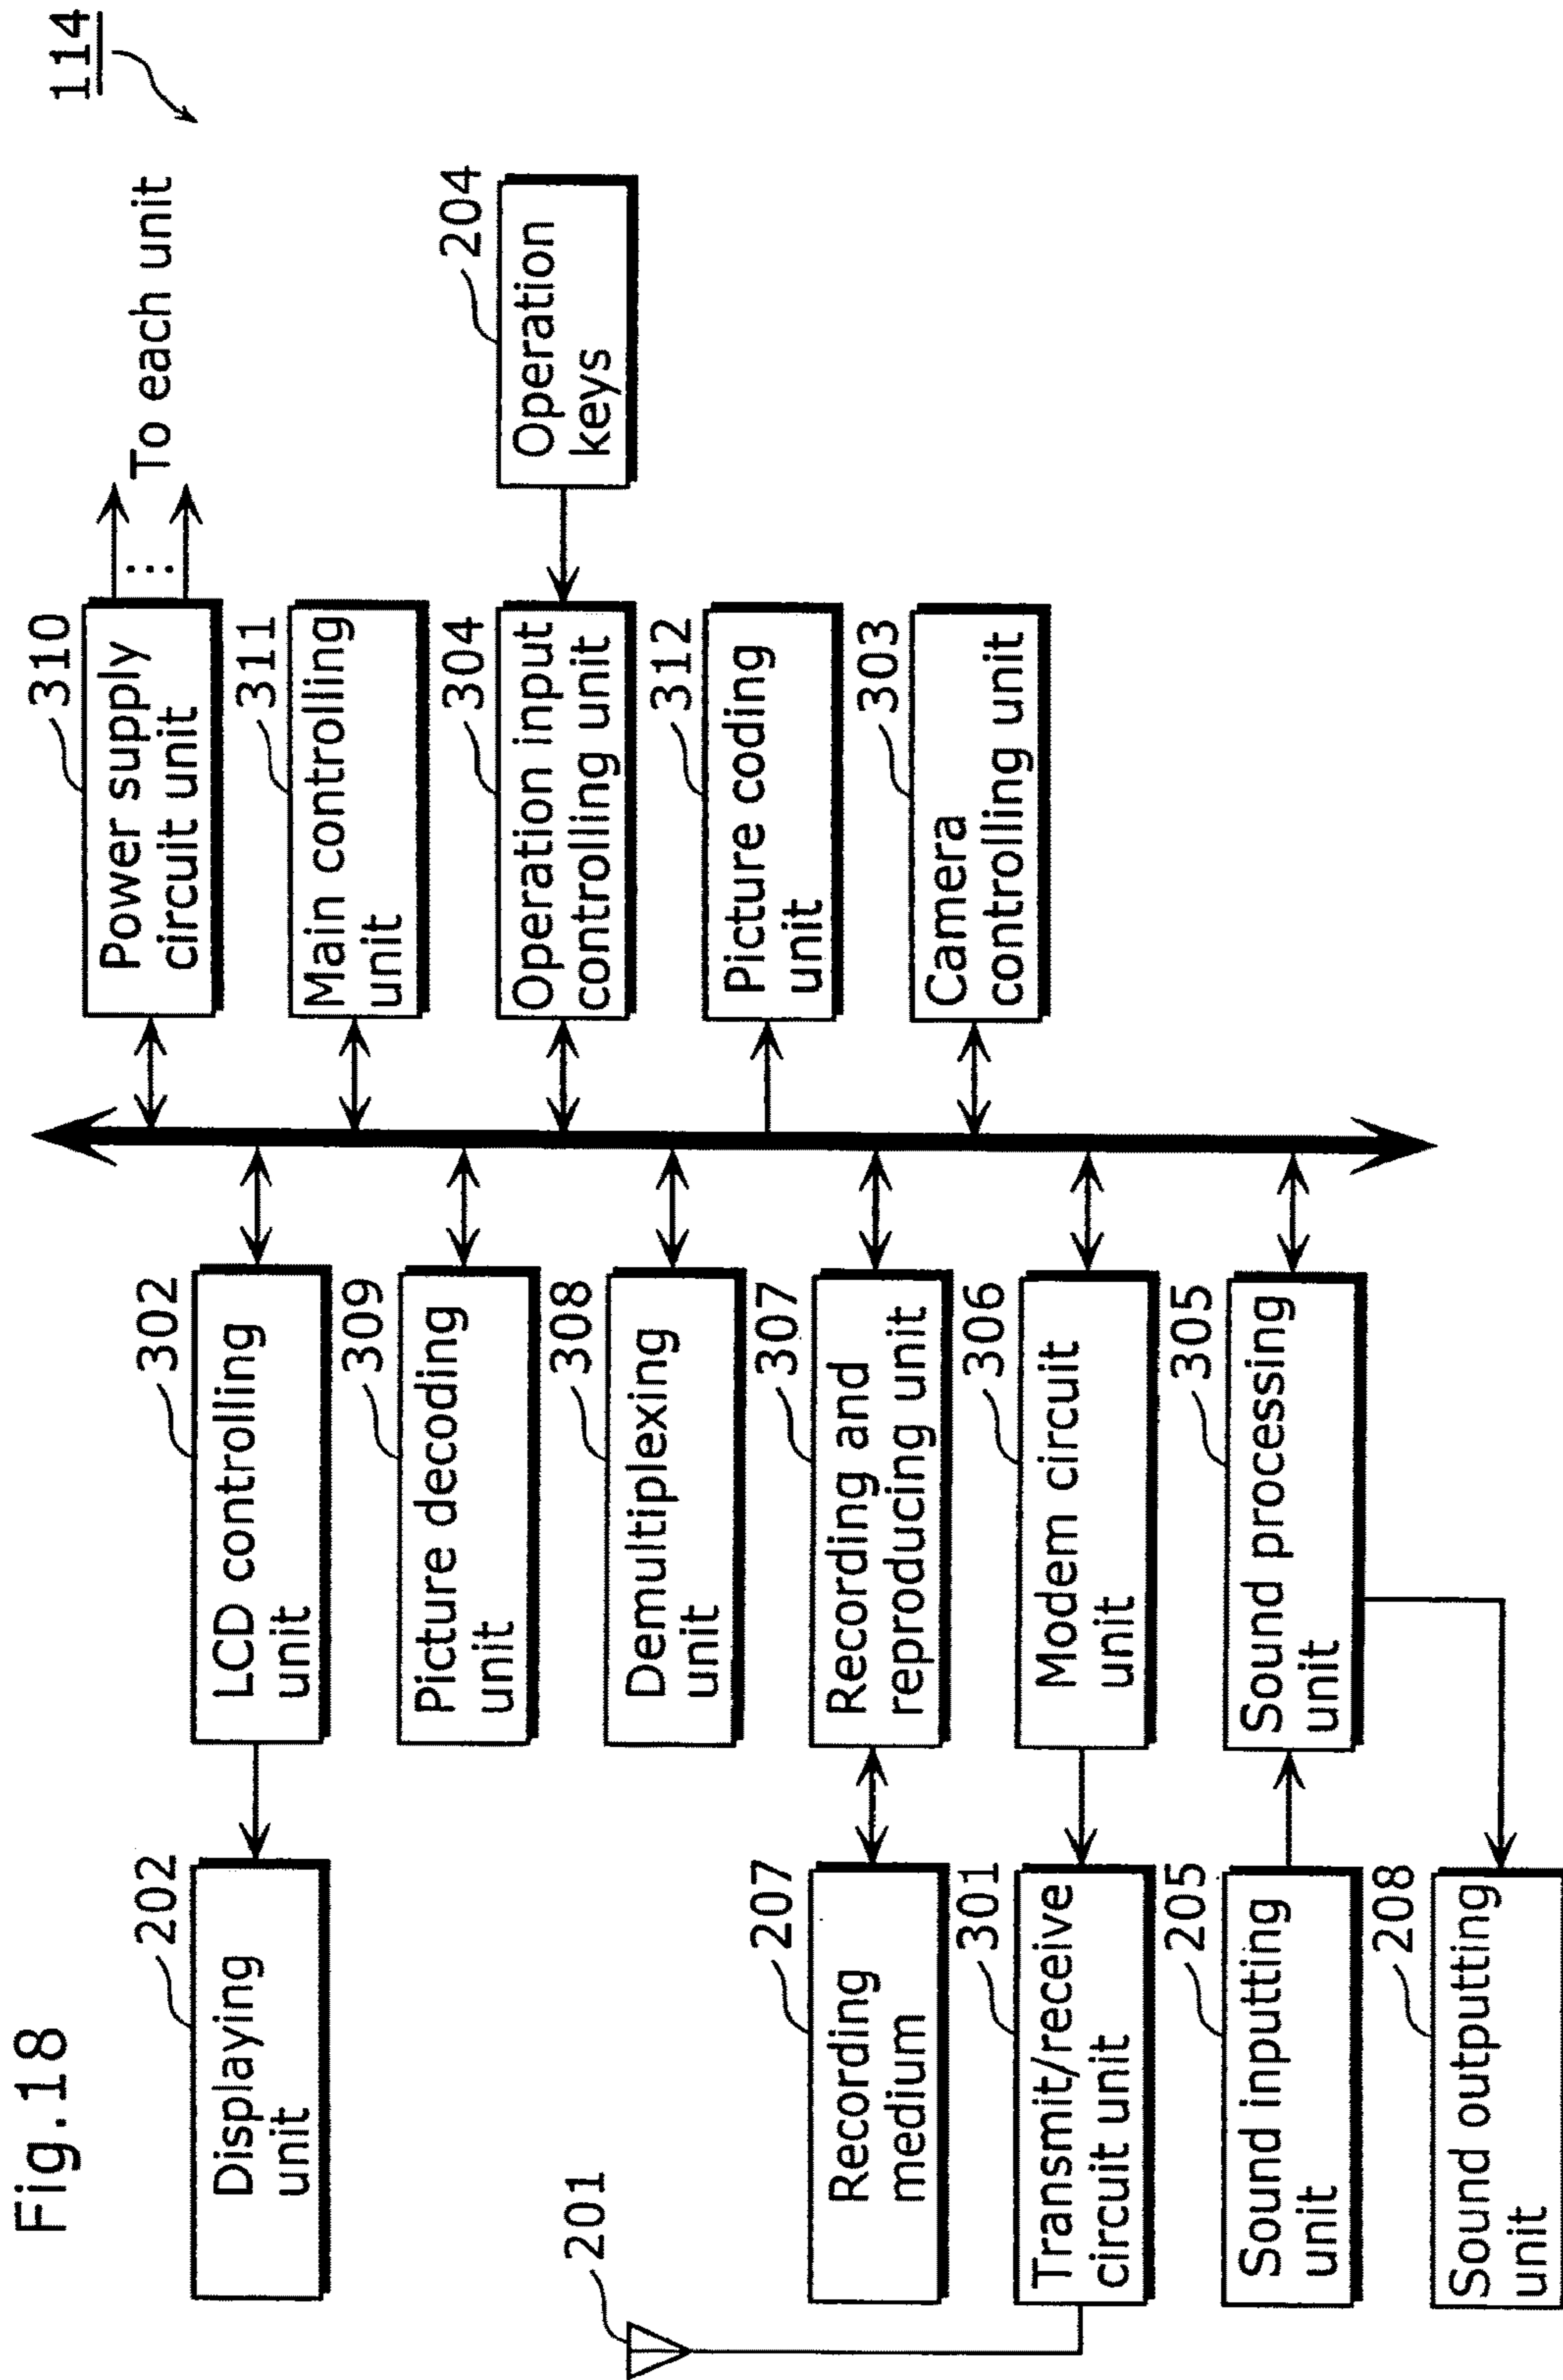 Fig.18
114
202
Displaying
unit
302
LCD controlling
unit
310
Power supply
circuit unit
To each unit
309
Picture decoding
unit
311
Main controlling
unit
308
Demultiplexing
unit
304
Operation input
controlling unit
204
Operation
keys
201
207
Recording
medium
307
Recording and
reproducing unit
312
Picture coding
unit
301
Transmit/receive
circuit unit
306
Modem circuit
unit
303
Camera
controlling unit
205
Sound inputting
unit
305
Sound processing
unit
208
Sound outputting
unit